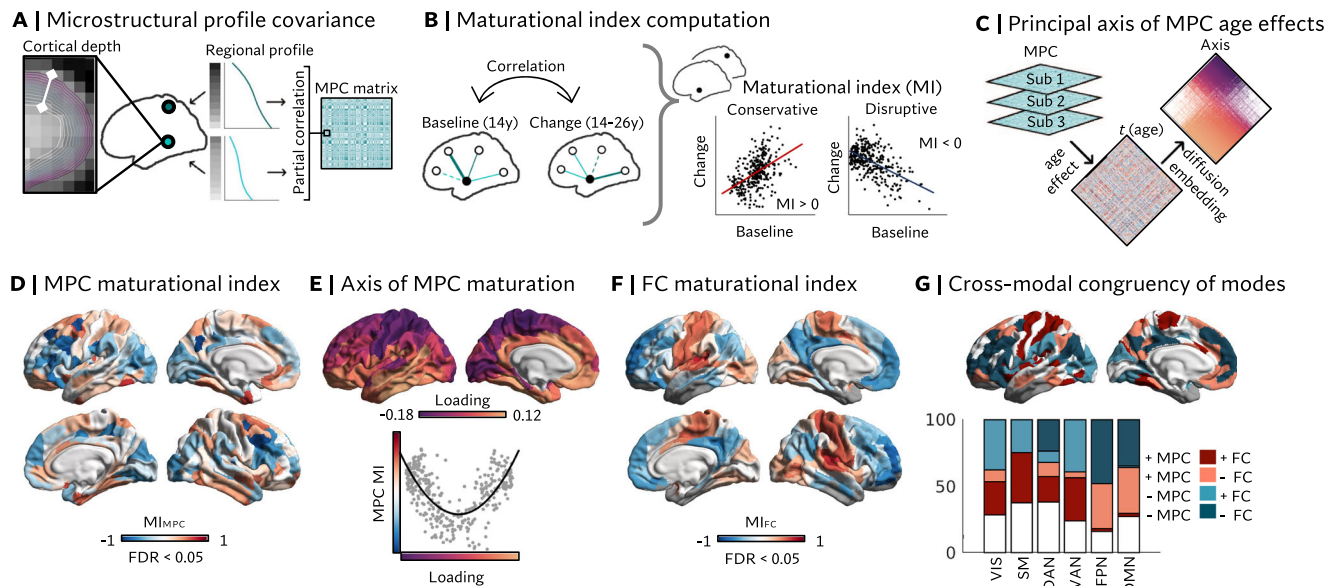 A | Microstructural profile covariance
Cortical depth
Regional profile
Partial correlation
MPC matrix
B | Maturational index computation
Correlation
Baseline (14y)
Change (14-26y)
Maturational index (MI)
Conservative
Disruptive
Change
MI > 0
Baseline
Change
MI < 0
Baseline
C | Principal axis of MPC age effects
MPC
Sub 1
Sub 2
Sub 3
age
effect
t (age)
diffusion
embedding
Axis
D | MPC maturational index
MIMPC
-1
1
FDR < 0.05
E | Axis of MPC maturation
Loading
-0.18
0.12
MPC MI
Loading
F | FC maturational index
MIFC
-1
1
FDR < 0.05
G | Cross-modal congruency of modes
100
50
0
VIS
SM
DAN
VAN
FPN
DMN
+ MPC + FC
+ MPC - FC
- MPC + FC
- MPC - FC